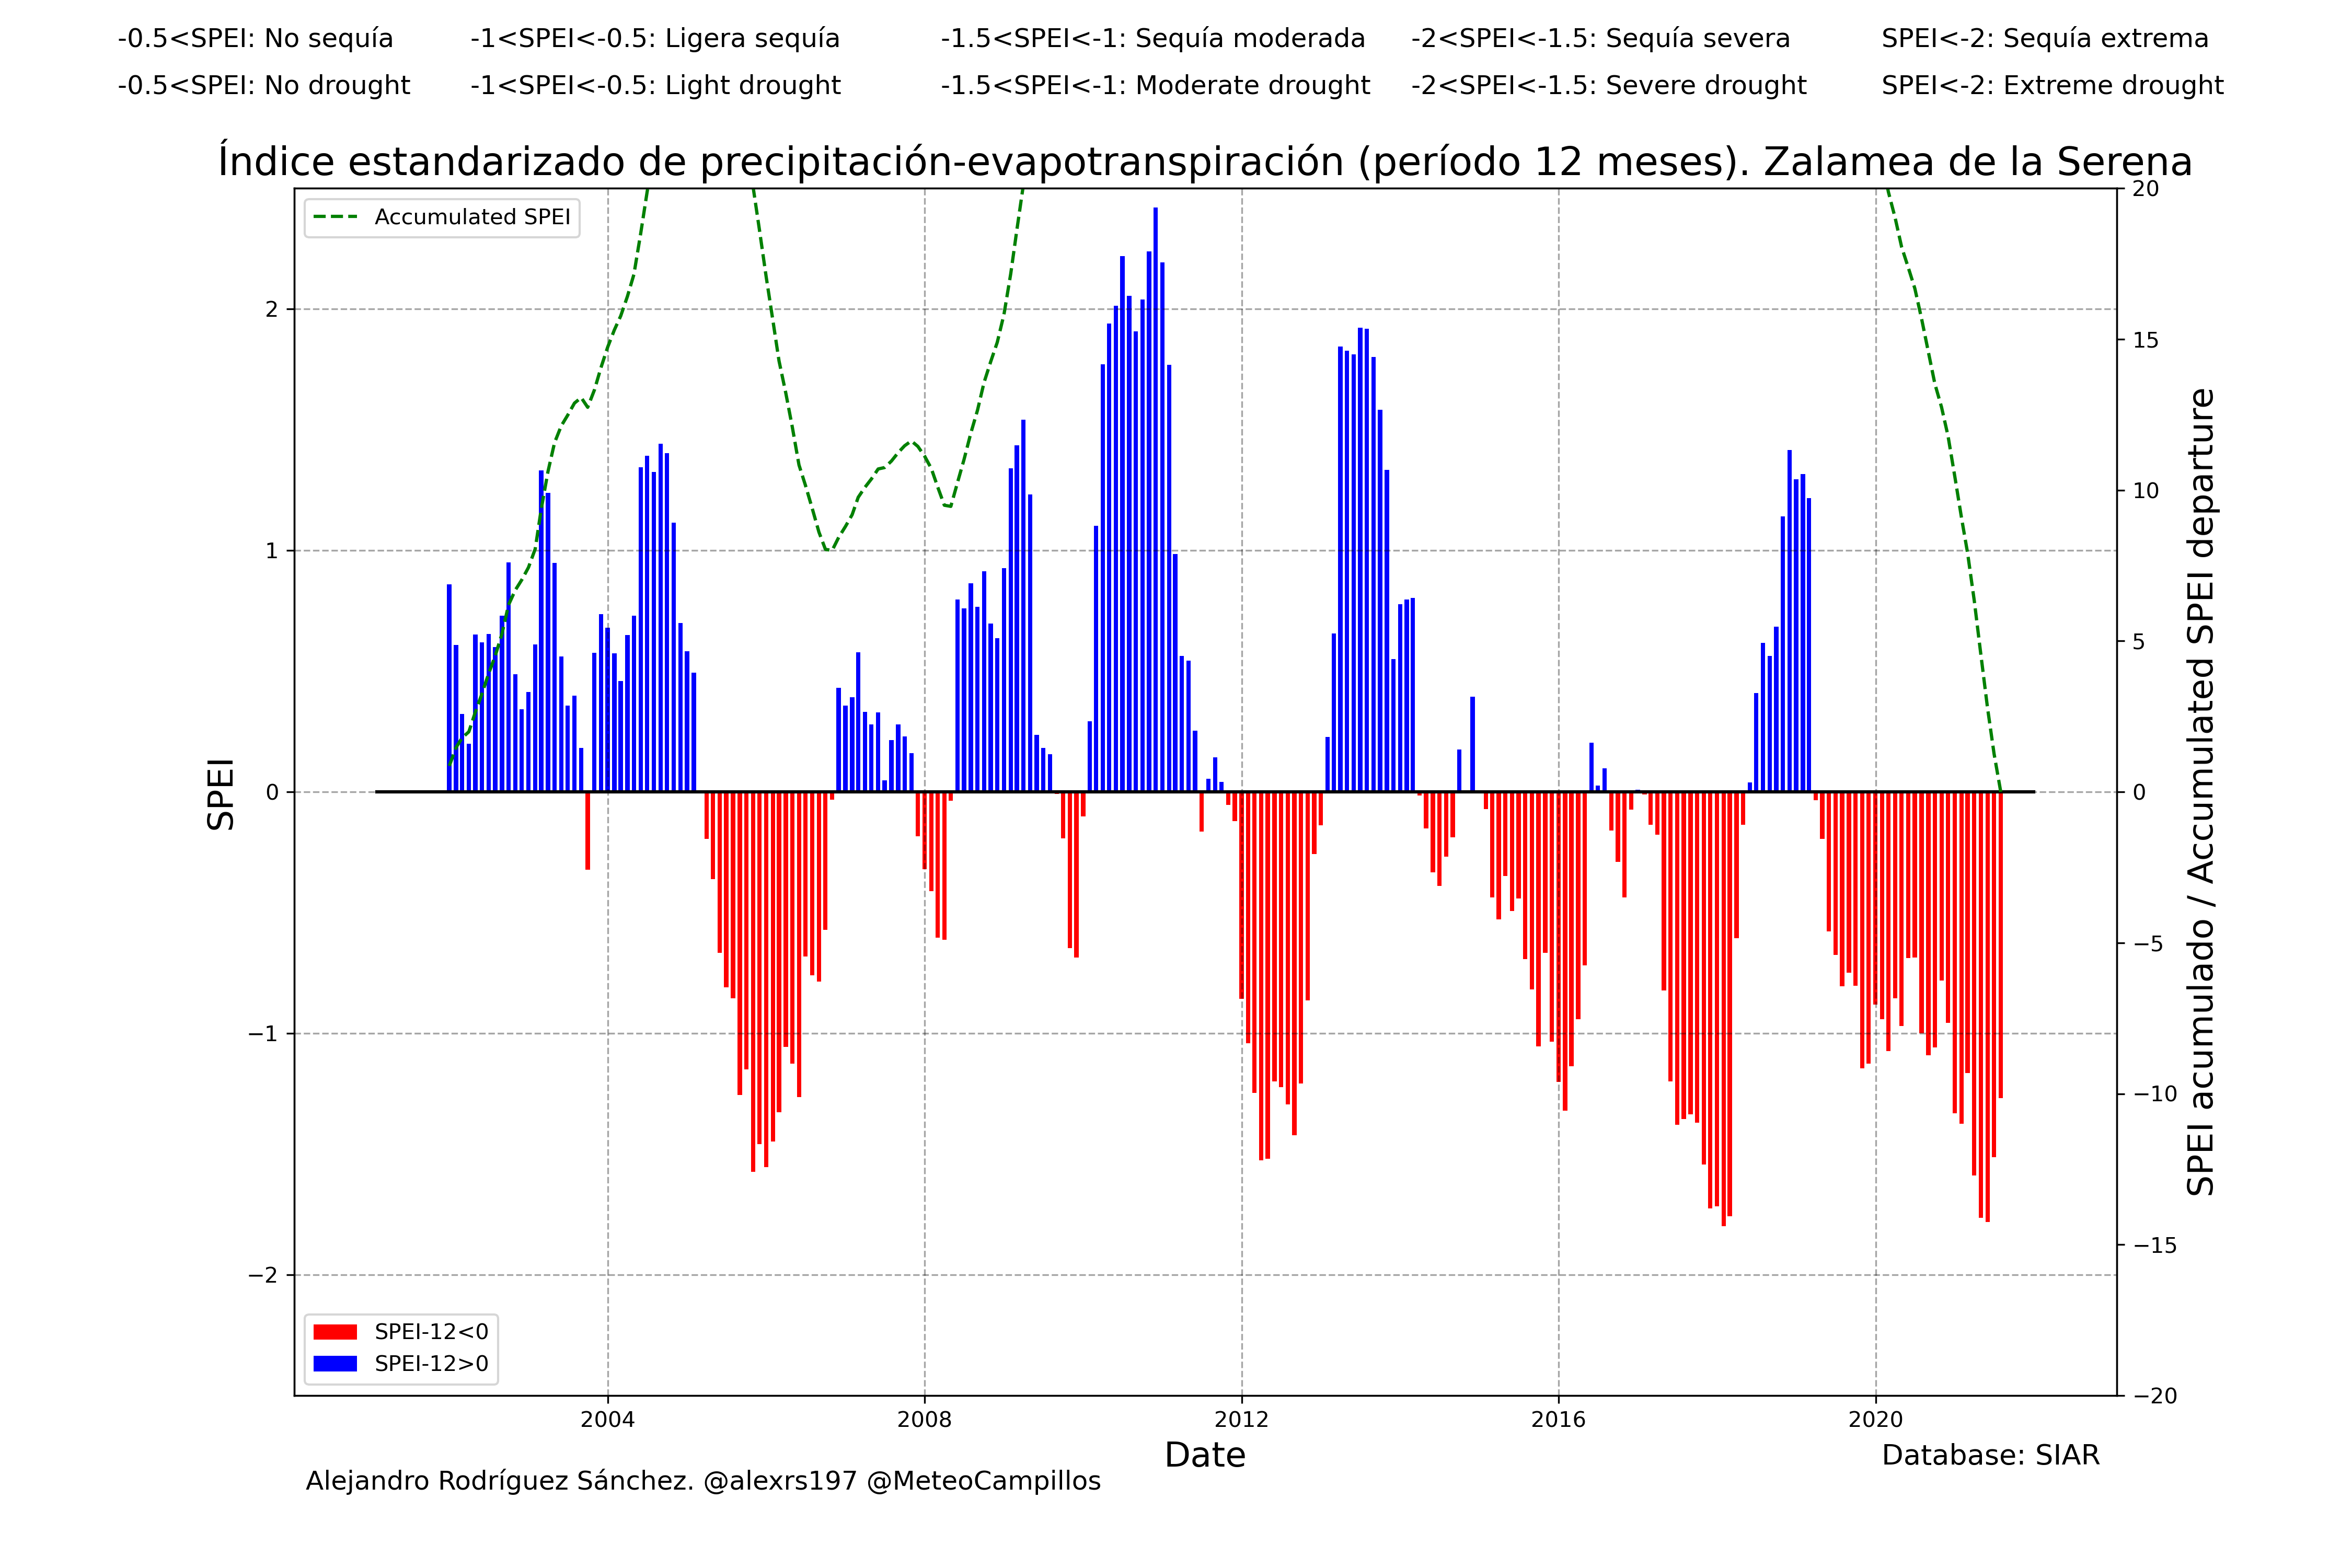 -0.5<SPEI: No sequía -1<SPEI<-0.5: Ligera sequía -1.5<SPEI<-1: Sequía moderada -2<SPEI<-1.5: Sequía severa SPEI<-2: Sequía extrema
-0.5<SPEI: No drought -1<SPEI<-0.5: Light drought -1.5<SPEI<-1: Moderate drought -2<SPEI<-1.5: Severe drought SPEI<-2: Extreme drought
Índice estandarizado de precipitación-evapotranspiración (período 12 meses). Zalamea de la Serena
Accumulated SPEI
SPEI
2
1
0
−1
−2
20
15
10
5
0
−5
−10
−15
−20
SPEI acumulado / Accumulated SPEI departure
SPEI-12<0
SPEI-12>0
2004 2008 2012 2016 2020
Date
Database: SIAR
Alejandro Rodríguez Sánchez. @alexrs197 @MeteoCampillos